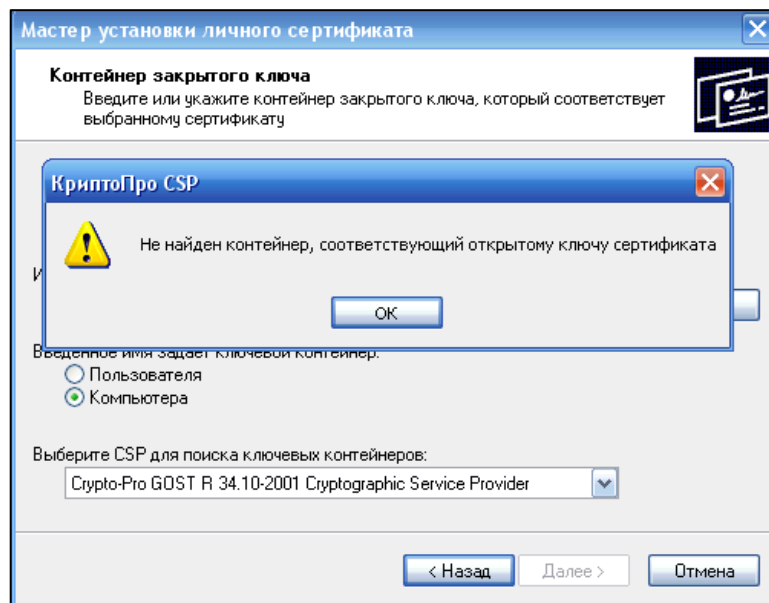 Мастер установки личного сертификата
Контейнер закрытого ключа
Введите или укажите контейнер закрытого ключа, который соответствует
выбранному сертификату
КриптоПро CSP
Не найден контейнер, соответствующий открытому ключу сертификата
ОК
Введенное имя задает ключевой контейнер:
Пользователя
Компьютера
Выберите CSP для поиска ключевых контейнеров:
Crypto-Pro GOST R 34.10-2001 Cryptographic Service Provider
< Назад
Далее >
Отмена